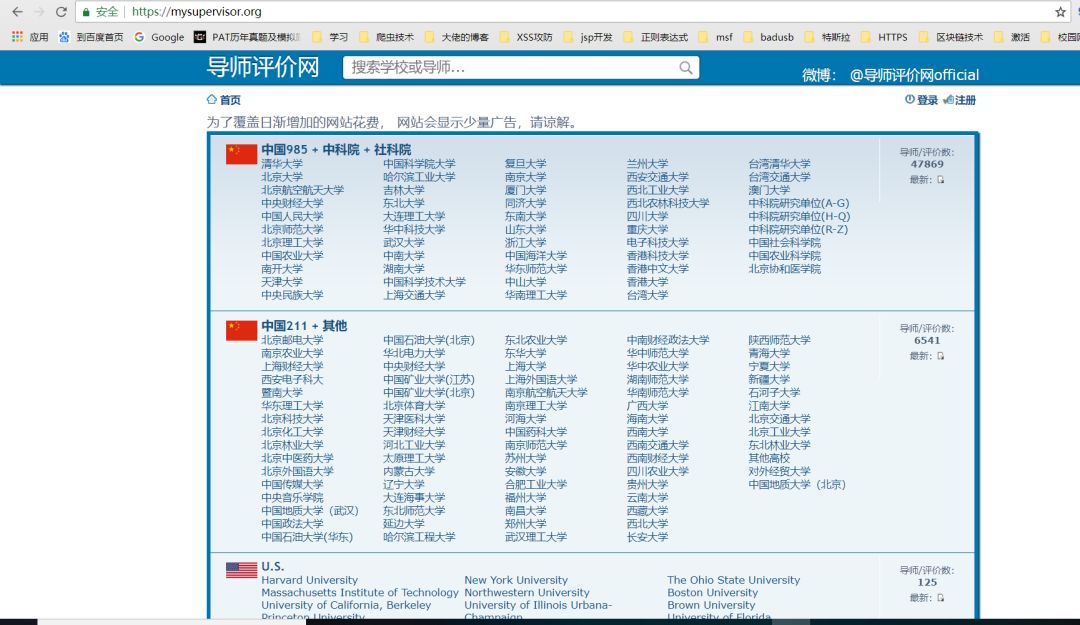 安全 | https://mysupervisor.org
应用 到百度首页 Google PAT历年真题及模拟 学习 爬虫技术 大佬的博客 XSS攻防 jsp开发 正则表达式 msf badusb 特斯拉 HTTPS 区块链技术 激活 校园
导师评价网 搜索学校或导师... 微博： @导师评价网official
首页 登录 注册
为了覆盖日渐增加的网站花费， 网站会显示少量广告，请谅解。
中国985 + 中科院 + 社科院 导师/评价数:
清华大学 中国科学院大学 复旦大学 兰州大学 台湾清华大学 47869
北京大学 哈尔滨工业大学 南京大学 西安交通大学 台湾交通大学 最新:
北京航空航天大学 吉林大学 厦门大学 西北工业大学 澳门大学
中央财经大学 东北大学 同济大学 西北农林科技大学 中科院研究单位(A-G)
中国人民大学 大连理工大学 东南大学 四川大学 中科院研究单位(H-Q)
北京师范大学 华中科技大学 山东大学 重庆大学 中科院研究单位(R-Z)
北京理工大学 武汉大学 浙江大学 电子科技大学 中国社会科学院
中国农业大学 中南大学 中国海洋大学 香港科技大学 中国农业科学院
南开大学 湖南大学 华东师范大学 香港中文大学 北京协和医学院
天津大学 中国科学技术大学 中山大学 香港大学
中央民族大学 上海交通大学 华南理工大学 台湾大学
中国211 + 其他 导师/评价数:
北京邮电大学 中国石油大学(北京) 东北农业大学 中南财经政法大学 陕西师范大学 6541
南京农业大学 华北电力大学 东华大学 华中师范大学 青海大学 最新:
上海财经大学 中央财经大学 上海大学 华中农业大学 宁夏大学
西安电子科大 中国矿业大学(江苏) 上海外国语大学 湖南师范大学 新疆大学
暨南大学 中国矿业大学(北京) 南京航空航天大学 华南师范大学 石河子大学
华东理工大学 北京体育大学 南京理工大学 广西大学 江南大学
北京科技大学 天津医科大学 河海大学 海南大学 北京交通大学
北京化工大学 天津财经大学 中国药科大学 西南大学 北京工业大学
北京林业大学 河北工业大学 南京师范大学 西南交通大学 东北林业大学
北京中医药大学 太原理工大学 苏州大学 西南财经大学 其他高校
北京外国语大学 内蒙古大学 安徽大学 四川农业大学 对外经贸大学
中国传媒大学 辽宁大学 合肥工业大学 贵州大学 中国地质大学（北京）
中央音乐学院 大连海事大学 福州大学 云南大学
中国地质大学（武汉） 东北师范大学 南昌大学 西藏大学
中国政法大学 延边大学 郑州大学 西北大学
中国石油大学(华东) 哈尔滨工程大学 武汉理工大学 长安大学
U.S. 导师/评价数:
Harvard University New York University The Ohio State University 125
Massachusetts Institute of Technology Northwestern University Boston University 最新:
University of California, Berkeley University of Illinois Urbana- Brown University
Princeton University Champaign University of Florida